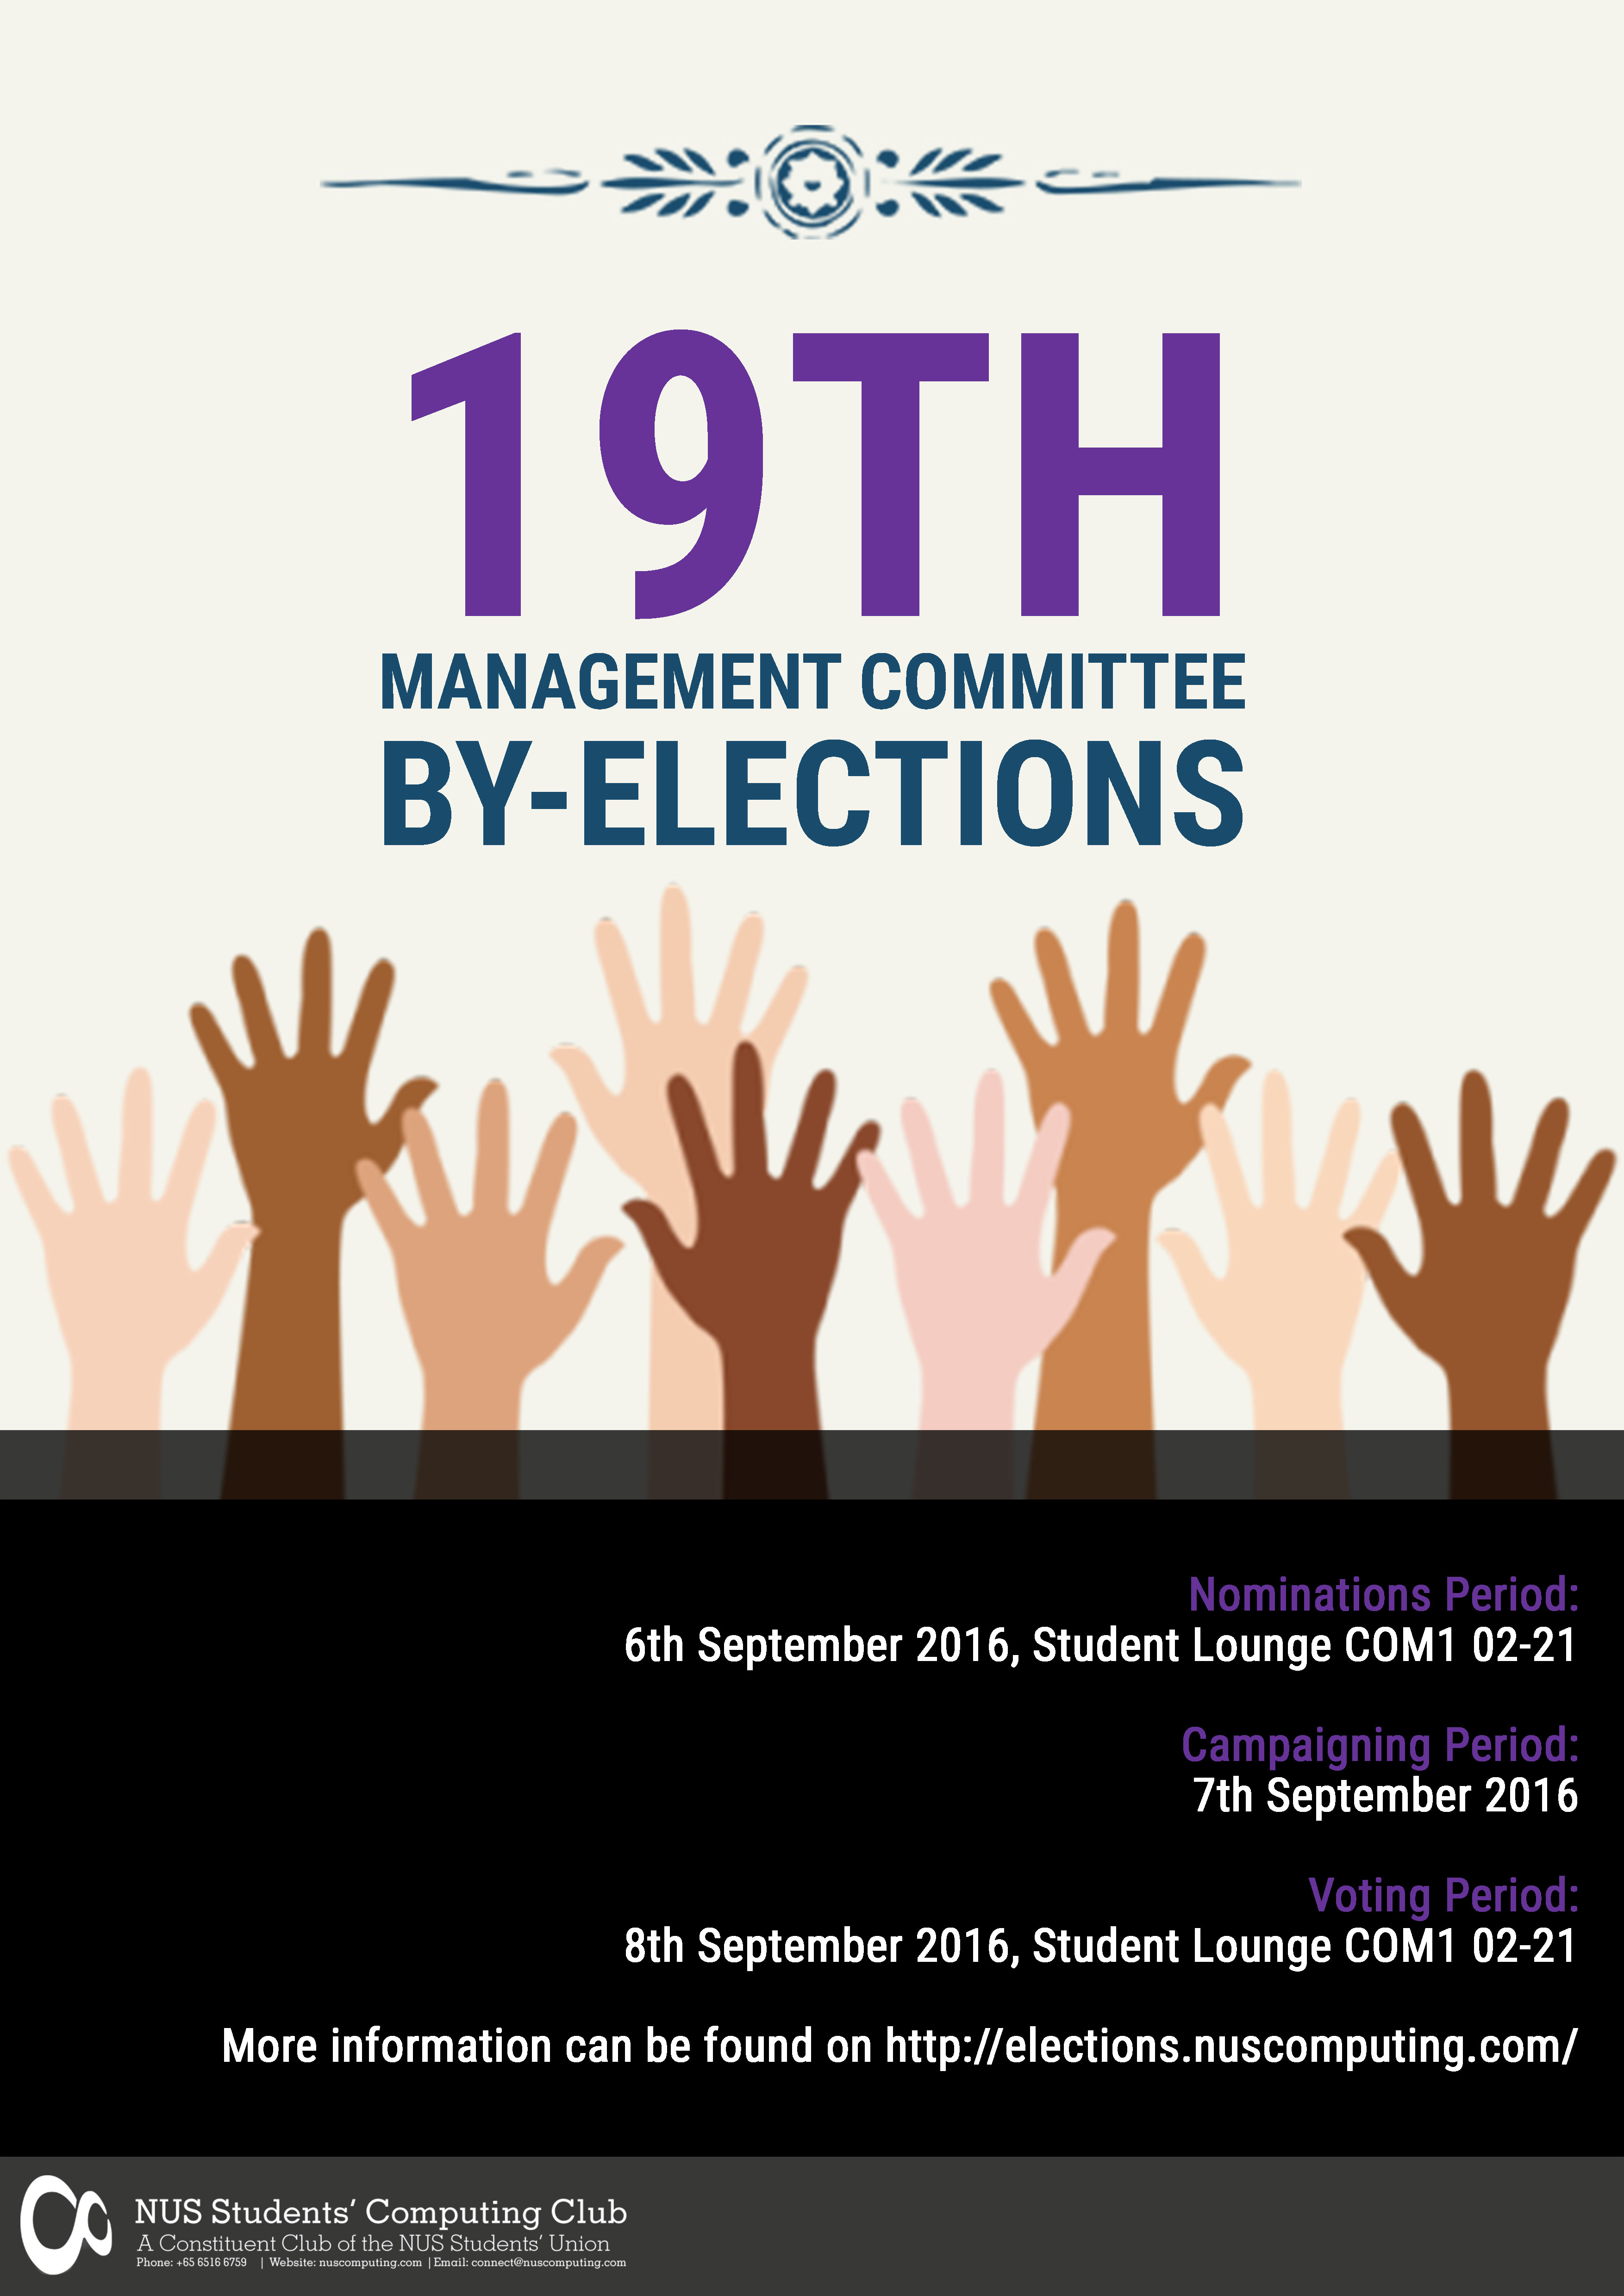 19TH
MANAGEMENT COMMITTEE
BY-ELECTIONS
Nominations Period:
6th September 2016, Student Lounge COM1 02-21
Campaigning Period:
7th September 2016
Voting Period:
8th September 2016, Student Lounge COM1 02-21
More information can be found on http://elections.nuscomputing.com/
NUS Students' Computing Club
A Constituent Club of the NUS Students' Union
Phone: +65 6516 6759 | Website: nuscomputing.com | Email: connect@nuscomputing.com